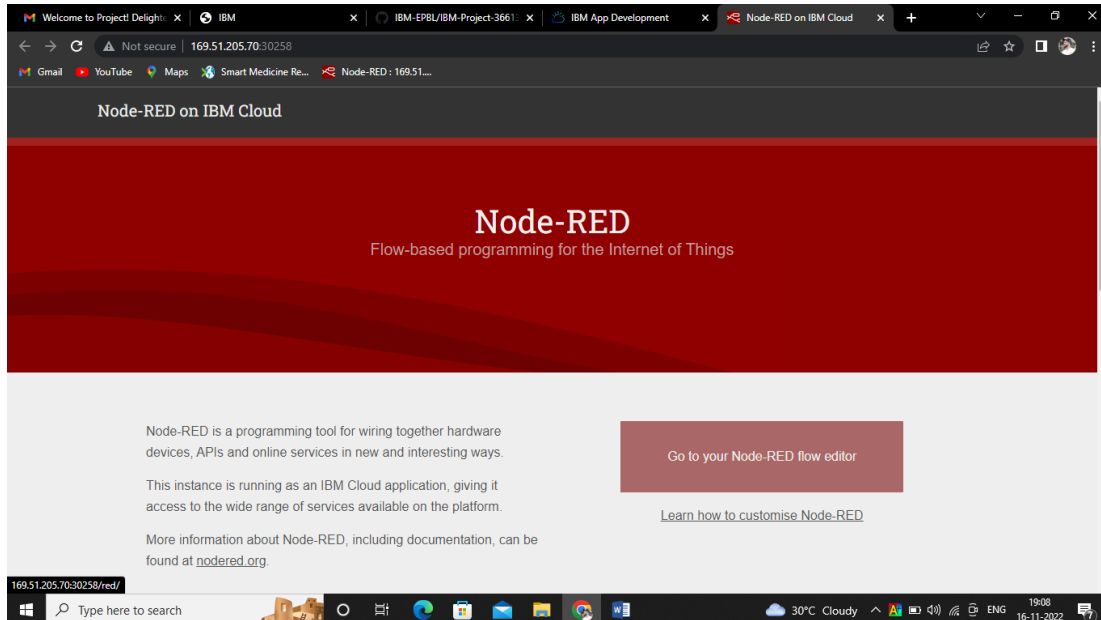 Welcome to Project! Delighte
IBM
IBM-EPBL/IBM-Project-3661
IBM App Development
Node-RED on IBM Cloud
Not secure | 169.51.205.70:30258
Gmail
YouTube
Maps
Smart Medicine Re...
Node-RED : 169.51....
Node-RED on IBM Cloud
Node-RED
Flow-based programming for the Internet of Things
Node-RED is a programming tool for wiring together hardware
devices, APIs and online services in new and interesting ways.
This instance is running as an IBM Cloud application, giving it
access to the wide range of services available on the platform.
More information about Node-RED, including documentation, can be
found at nodered.org.
Go to your Node-RED flow editor
Learn how to customise Node-RED
169.51.205.70:30258/red/
Type here to search
30°C Cloudy
ENG
19:08
16-11-2022